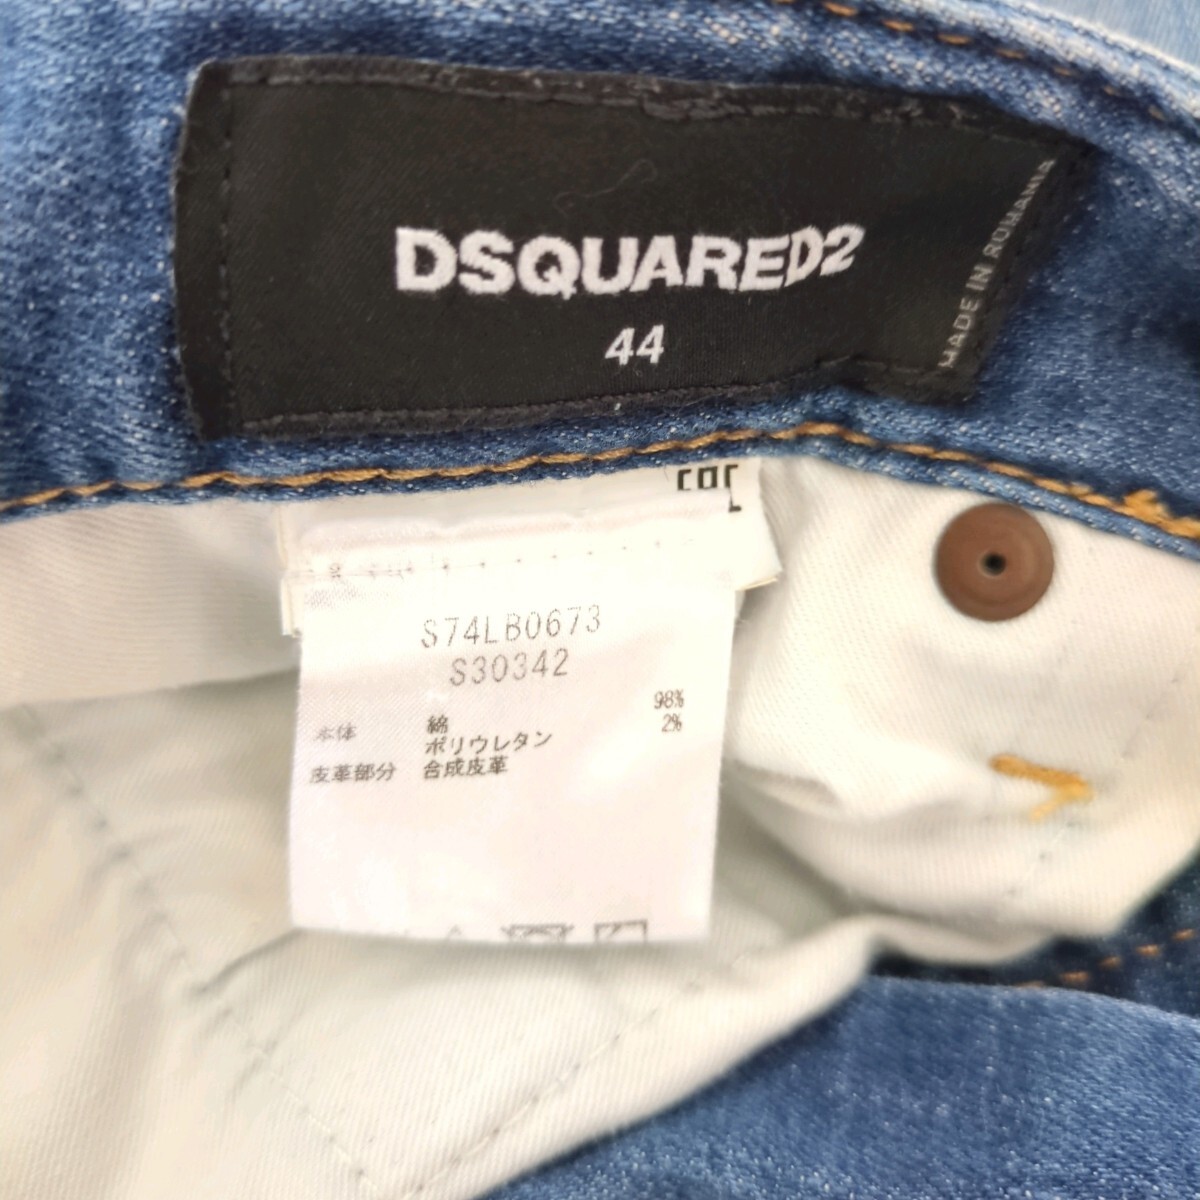 DSQUARED2
44
MADE IN ROMANIA
S74LB0673
S30342
98%
本体 綿 2%
ポリウレタン
皮革部分 合成皮革